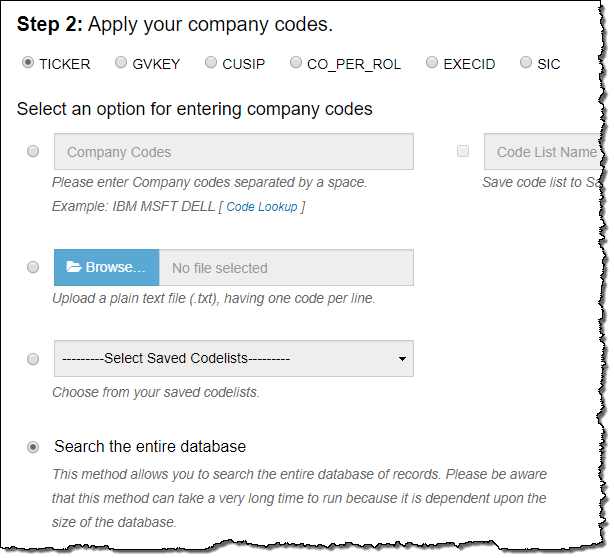 Step 2: Apply your company codes.
TICKER GVKEY CUSIP CO_PER_ROL EXECID SIC
Select an option for entering company codes
Company Codes Code List Name
Please enter Company codes separated by a space. Save code list to
Example: IBM MSFT DELL [ Code Lookup ]
Browse... No file selected
Upload a plain text file (.txt), having one code per line.
---------Select Saved Codelists---------
Choose from your saved codelists.
Search the entire database
This method allows you to search the entire database of records. Please be aware
that this method can take a very long time to run because it is dependent upon the
size of the database.